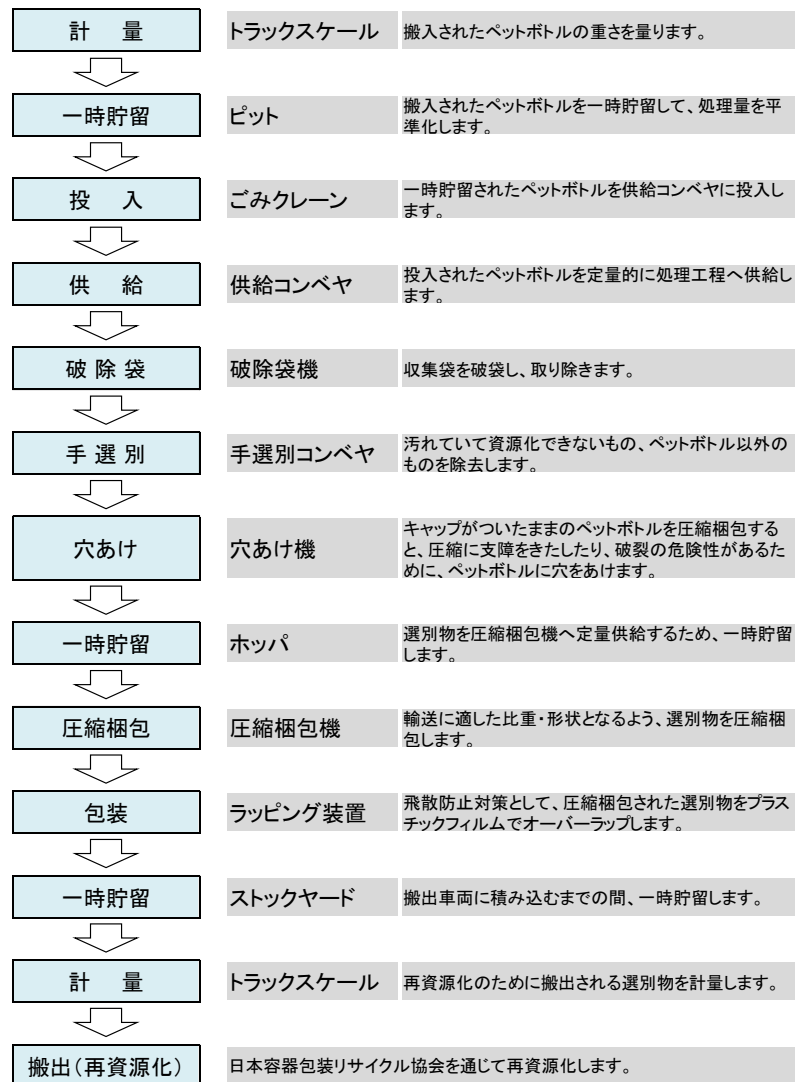 計　量
トラックスケール
搬入されたペットボトルの重さを量ります。
一時貯留
ピット
搬入されたペットボトルを一時貯留して、処理量を平
準化します。
投　入
ごみクレーン
一時貯留されたペットボトルを供給コンベヤに投入し
ます。
供　給
供給コンベヤ
投入されたペットボトルを定量的に処理工程へ供給し
ます。
破 除 袋
破除袋機
収集袋を破袋し、取り除きます。
手 選 別
手選別コンベヤ
汚れていて資源化できないもの、ペットボトル以外の
ものを除去します。
穴あけ
穴あけ機
キャップがついたままのペットボトルを圧縮梱包する
と、圧縮に支障をきたしたり、破裂の危険性があるた
めに、ペットボトルに穴をあけます。
一時貯留
ホッパ
選別物を圧縮梱包機へ定量供給するため、一時貯留
します。
圧縮梱包
圧縮梱包機
輸送に適した比重・形状となるよう、選別物を圧縮梱
包します。
包装
ラッピング装置
飛散防止対策として、圧縮梱包された選別物をプラス
チックフィルムでオーバーラップします。
一時貯留
ストックヤード
搬出車両に積み込むまでの間、一時貯留します。
計　量
トラックスケール
再資源化のために搬出される選別物を計量します。
搬出（再資源化）
日本容器包装リサイクル協会を通じて再資源化します。